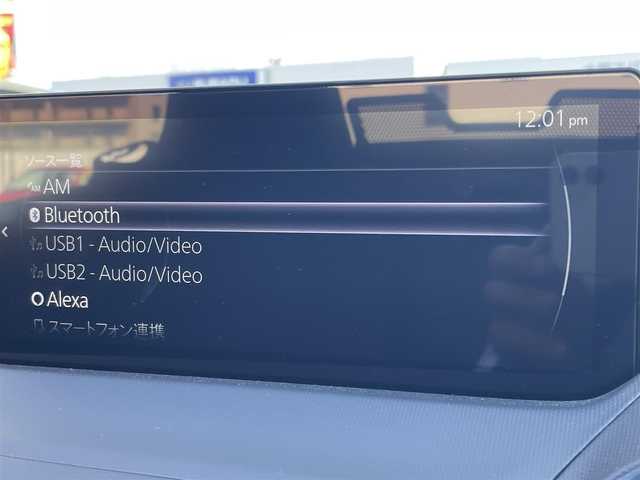 12:01 pm
ソース一覧
AM AM
Bluetooth
USB1 - Audio/Video
USB2 - Audio/Video
Alexa
スマートフォン連携